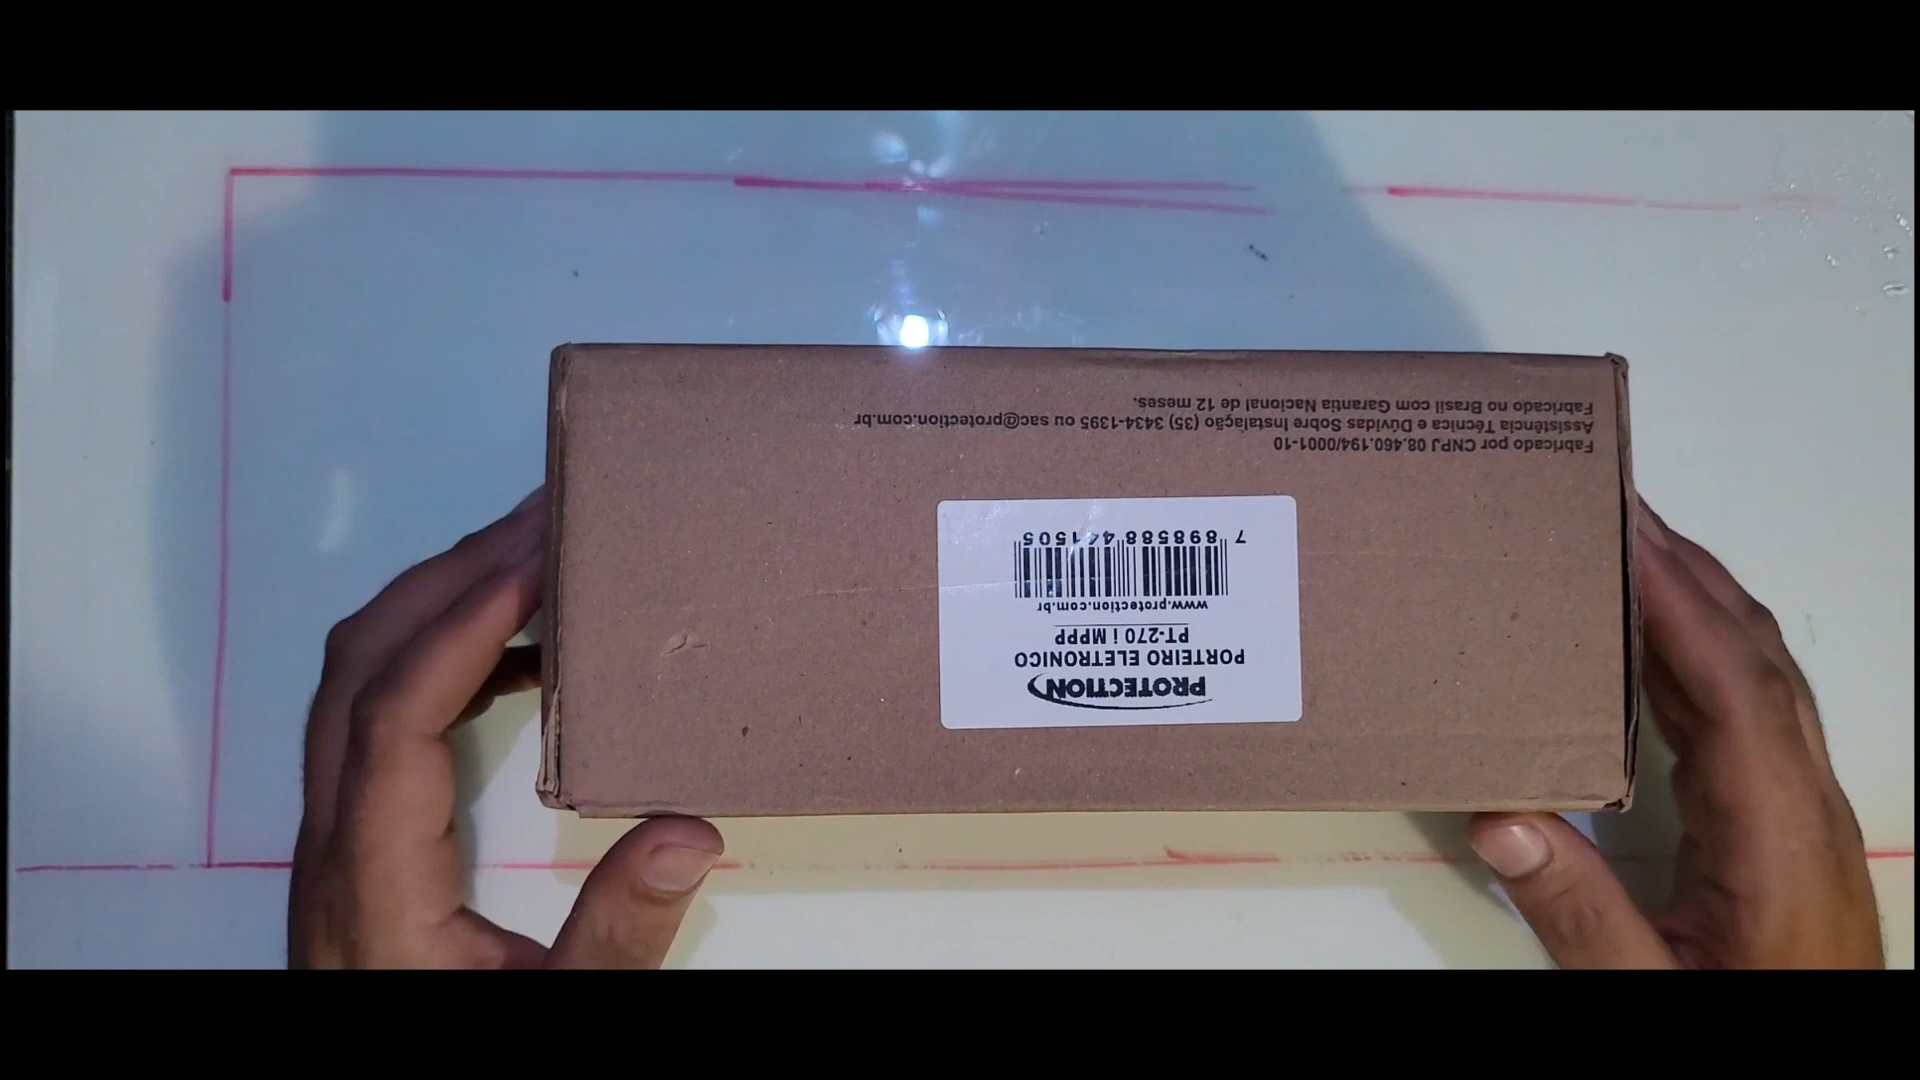 PROTECTION
PORTEIRO ELETRONICO
PT-270 i MPPP
www.protection.com.br
7 898588 441505
Fabricado por CNPJ 08.460.194/0001-10
Assistência Técnica e Dúvidas Sobre Instalação (35) 3434-1395 ou sac@protection.com.br
Fabricado no Brasil com Garantia Nacional de 12 meses.